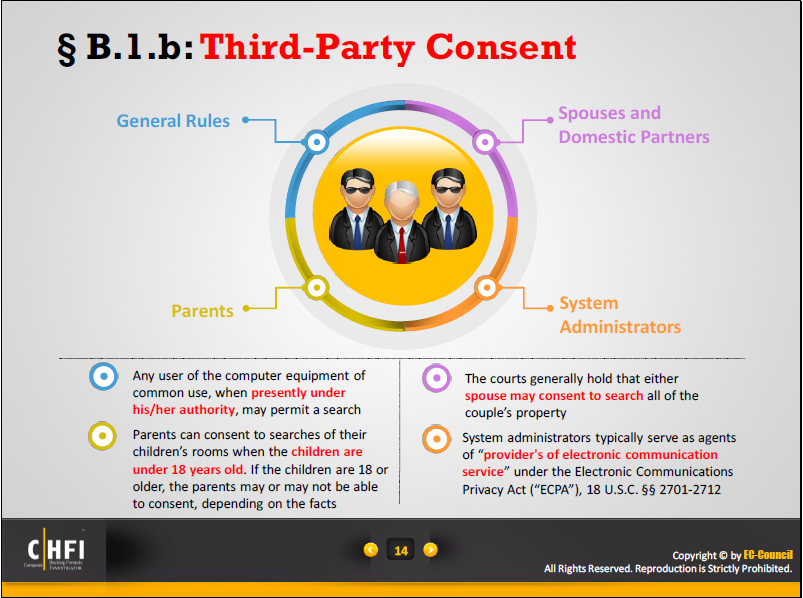 § B.1.b: Third-Party Consent
General Rules
Spouses and
Domestic Partners
Parents
System
Administrators
Any user of the computer equipment of
common use, when presently under
his/her authority, may permit a search
Parents can consent to searches of their
children's rooms when the children are
under 18 years old. If the children are 18 or
older, the parents may or may not be able
to consent, depending on the facts
The courts generally hold that either
spouse may consent to search all of the
couple's property
System administrators typically serve as agents
of "provider's of electronic communication
service" under the Electronic Communications
Privacy Act ("ECPA"), 18 U.S.C. §§ 2701-2712
CHFI
Computer Hacking Forensic
INVESTIGATOR
14
Copyright © by EC-Council
All Rights Reserved. Reproduction is Strictly Prohibited.